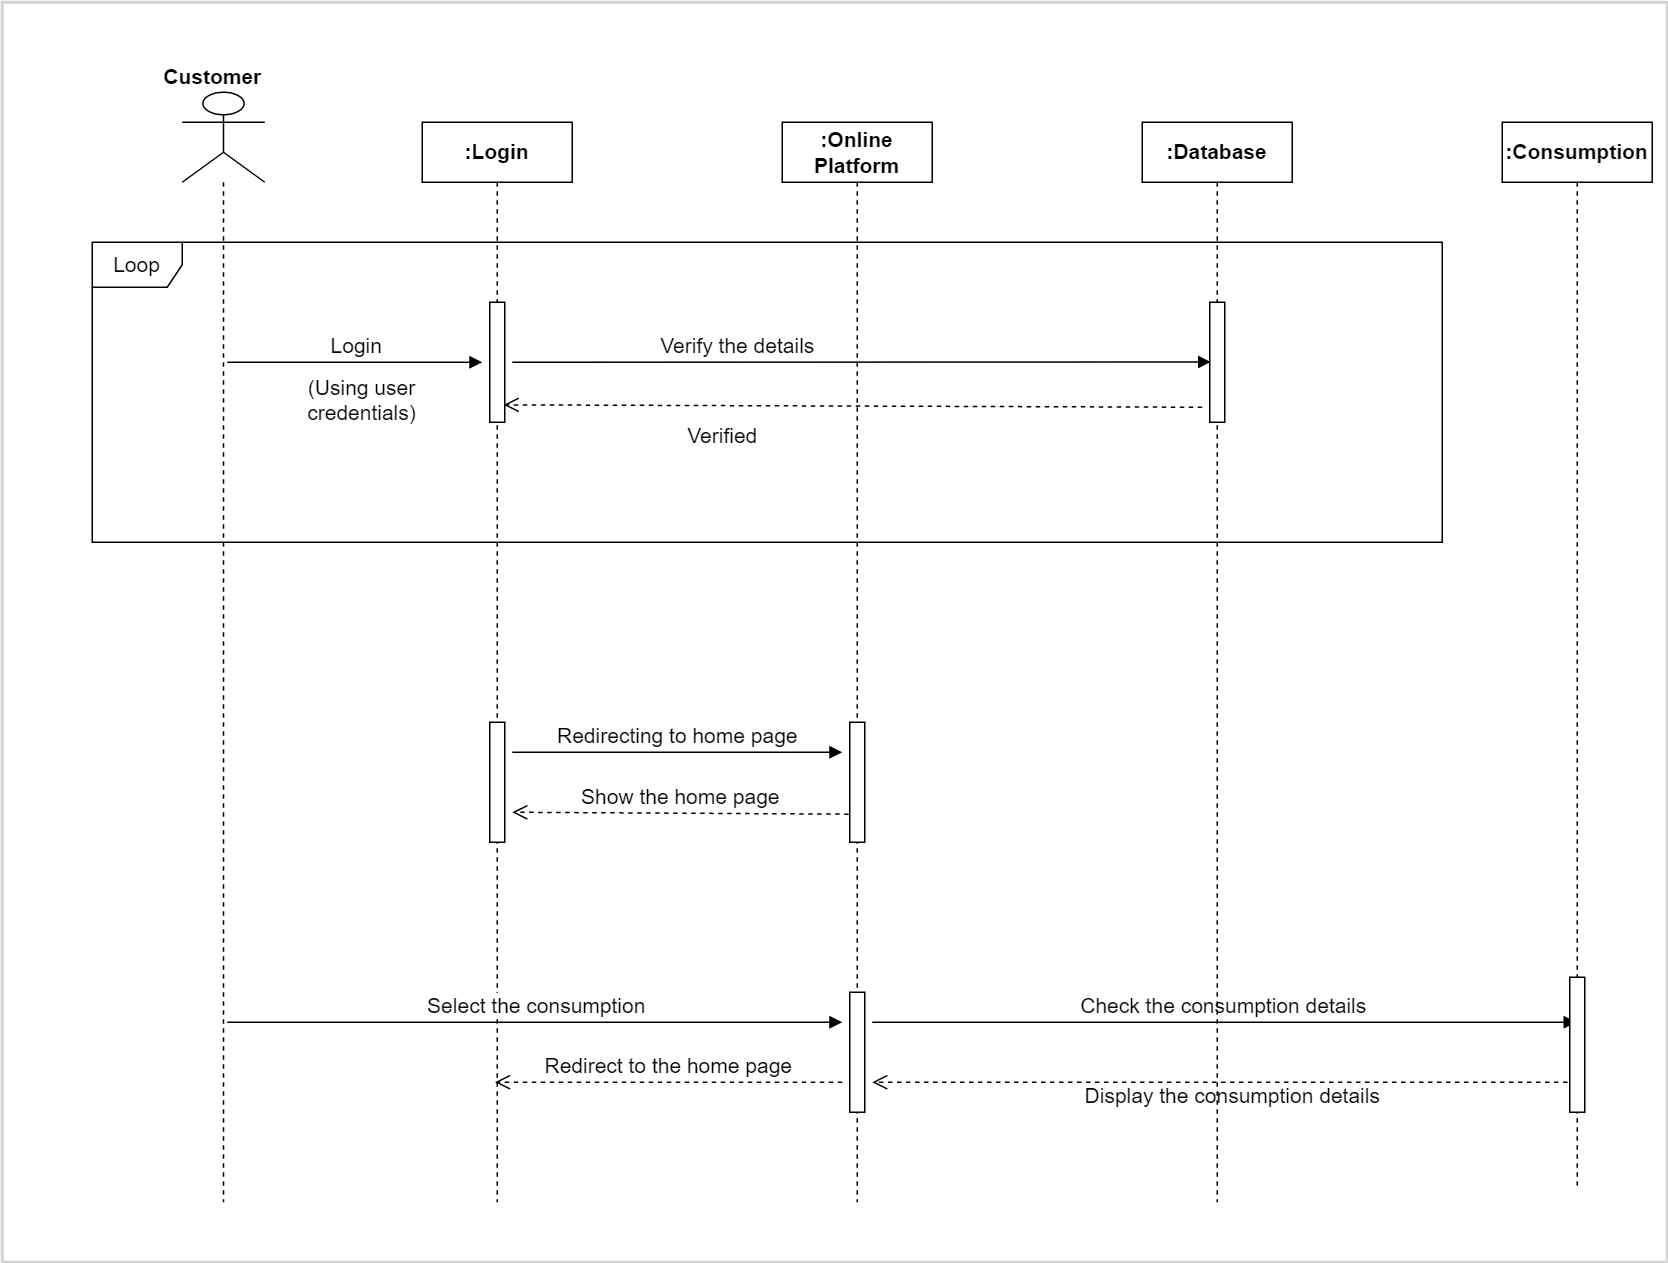 Customer
:Login
:Online
Platform
:Database
:Consumption
Loop
Login
(Using user
credentials)
Verify the details
Verified
Redirecting to home page
Show the home page
Select the consumption
Check the consumption details
Redirect to the home page
Display the consumption details